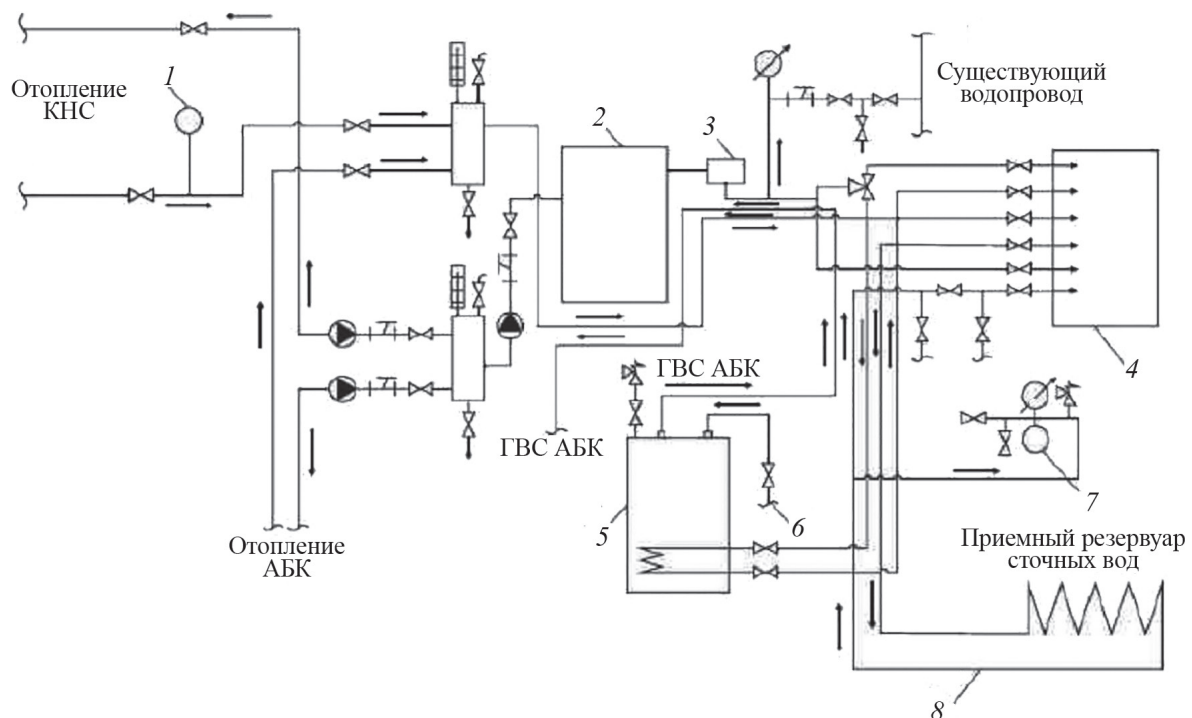 Отопление
КНС
1
2
3
Существующий
водопровод
4
ГВС АБК
ГВС АБК
5
6
7
Отопление
АБК
Приемный резервуар
сточных вод
8